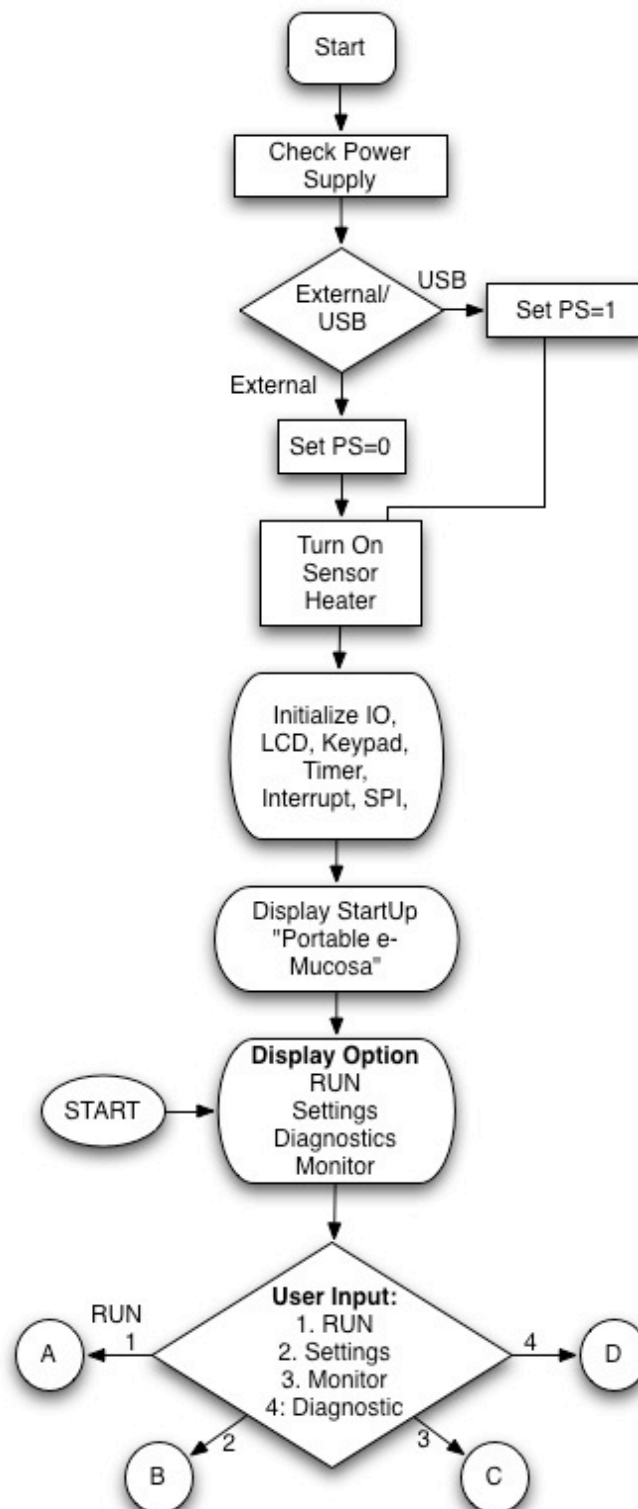 Start
Check Power
Supply
External/
USB
USB
Set PS=1
External
Set PS=0
Turn On
Sensor
Heater
Initialize IO,
LCD, Keypad,
Timer,
Interrupt, SPI,
Display StartUp
"Portable e-
Mucosa"
Display Option
RUN
Settings
Diagnostics
Monitor
START
User Input:
1. RUN
2. Settings
3. Monitor
4: Diagnostic
RUN
1
A
4
D
2
B
3
C